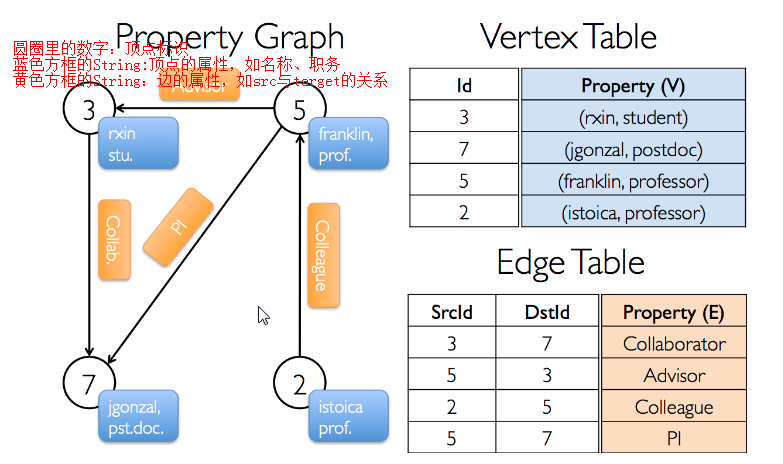 Property Graph
圆圈里的数字：顶点标识
蓝色方框的String:顶点的属性，如名称、职务
黄色方框的String：边的属性，如src与terget的关系
Advisor
3
5
rxin
stu.
franklin,
prof.
Collab.
PI
Colleague
7
2
jgonzal,
pst.doc.
istoica
prof.
Vertex Table
Id Property (V)
3 (rxin, student)
7 (jgonzal, postdoc)
5 (franklin, professor)
2 (istoica, professor)
Edge Table
SrcId DstId Property (E)
3 7 Collaborator
5 3 Advisor
2 5 Colleague
5 7 PI